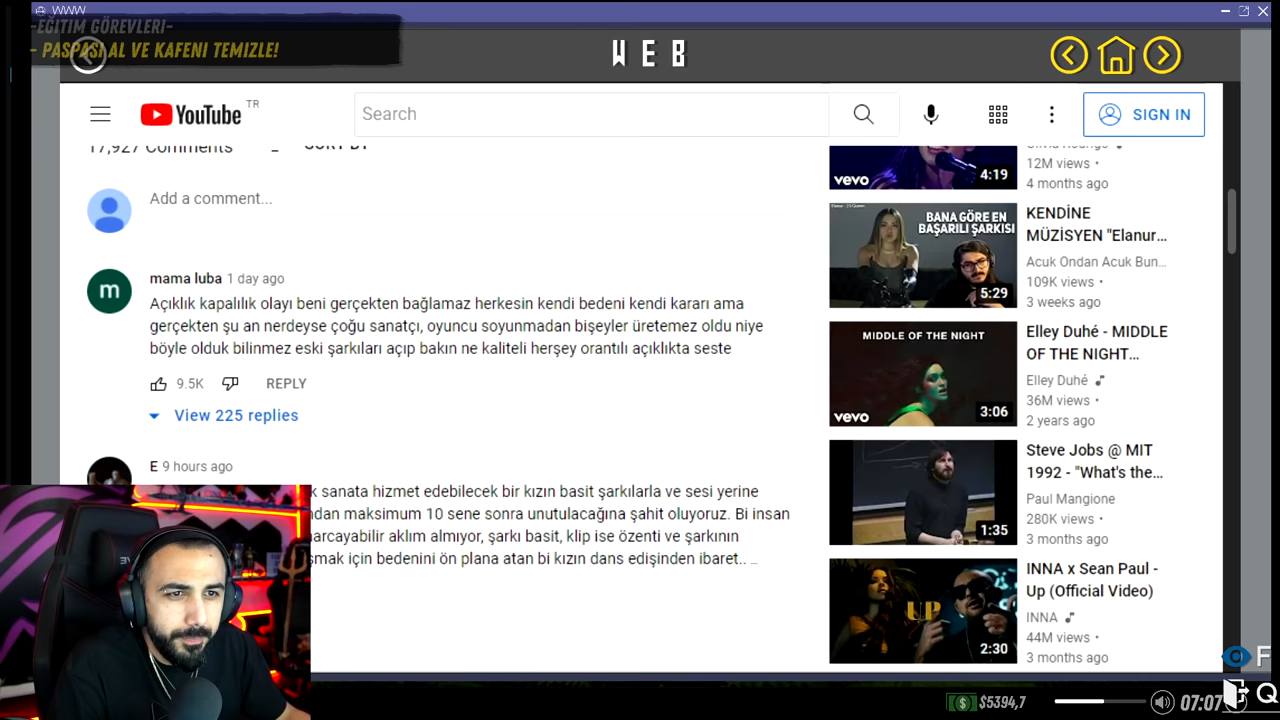 WWW
-EĞİTİM GÖREVLERİ-
- PASPASI AL VE KAFENI TEMIZLE!
WEB
YouTube TR
Search
SIGN IN
17,927 Comments
SORT BY
Add a comment...
mama luba 1 day ago
m
Açıklık kapalılık olayı beni gerçekten bağlamaz herkesin kendi bedeni kendi kararı ama
gerçekten şu an nerdeyse çoğu sanatçı, oyuncu soyunmadan bişeyler üretemez oldu niye
böyle olduk bilinmez eski şarkıları açıp bakın ne kaliteli herşey orantılı açıklıkta seste
9.5K
REPLY
View 225 replies
E 9 hours ago
k sanata hizmet edebilecek bir kızın basit şarkılarla ve sesi yerine
ndan maksimum 10 sene sonra unutulacağına şahit oluyoruz. Bi insan
arcayabilir aklım almıyor, şarkı basit, klip ise özenti ve şarkının
şmak için bedenini ön plana atan bi kızın dans edişinden ibaret.. ...
vevo
4:19
Olivia Rodrigo
12M views •
4 months ago
BANA GÖRE EN
BAŞARILI ŞARKISI
5:29
KENDİNE
MÜZİSYEN "Elanur...
Acuk Ondan Acuk Bun...
109K views •
3 weeks ago
MIDDLE OF THE NIGHT
vevo
3:06
Elley Duhé - MIDDLE
OF THE NIGHT...
Elley Duhé
36M views •
2 years ago
1:35
Steve Jobs @ MIT
1992 - "What's the...
Paul Mangione
280K views •
3 months ago
UP
2:30
INNA x Sean Paul -
Up (Official Video)
INNA
44M views •
3 months ago
F
Q
$5394,7
07:07